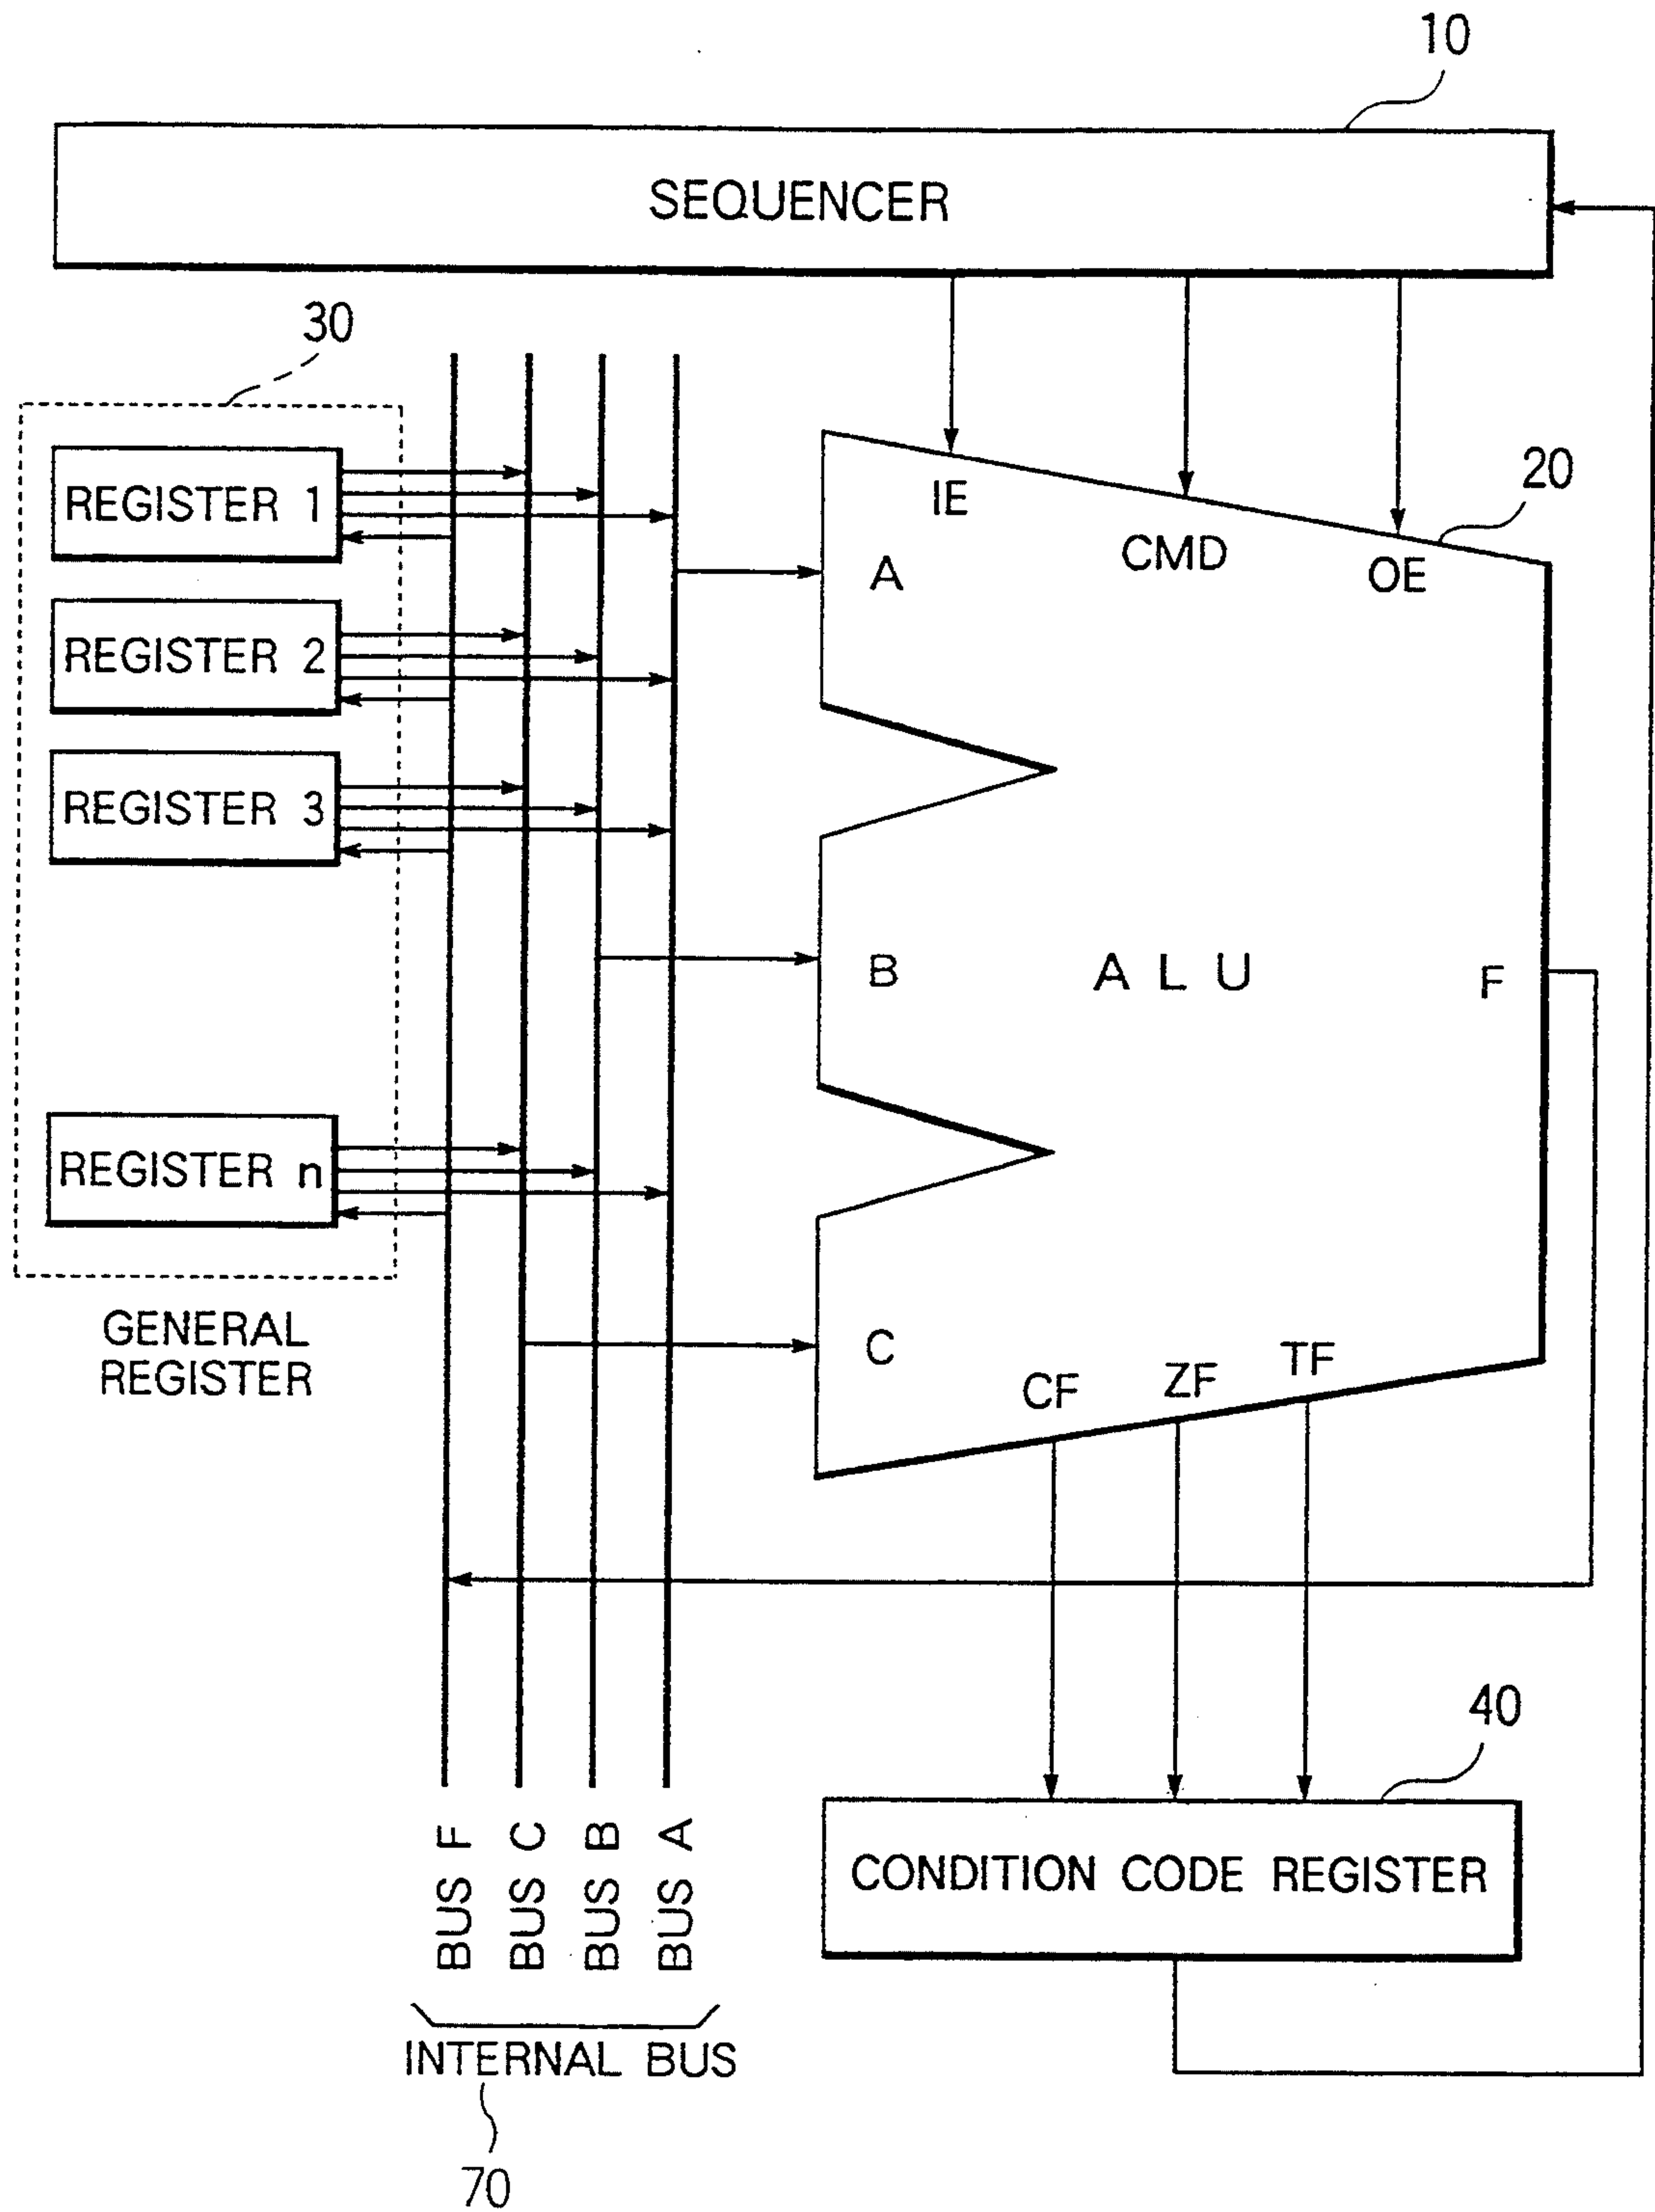 10
SEQUENCER
30
REGISTER 1
REGISTER 2
REGISTER 3
REGISTER n
GENERAL
REGISTER
IE
CMD
OE
20
A
B
ALU
F
C
CF
ZF
TF
40
CONDITION CODE REGISTER
BUS F
BUS C
BUS B
BUS A
INTERNAL BUS
70